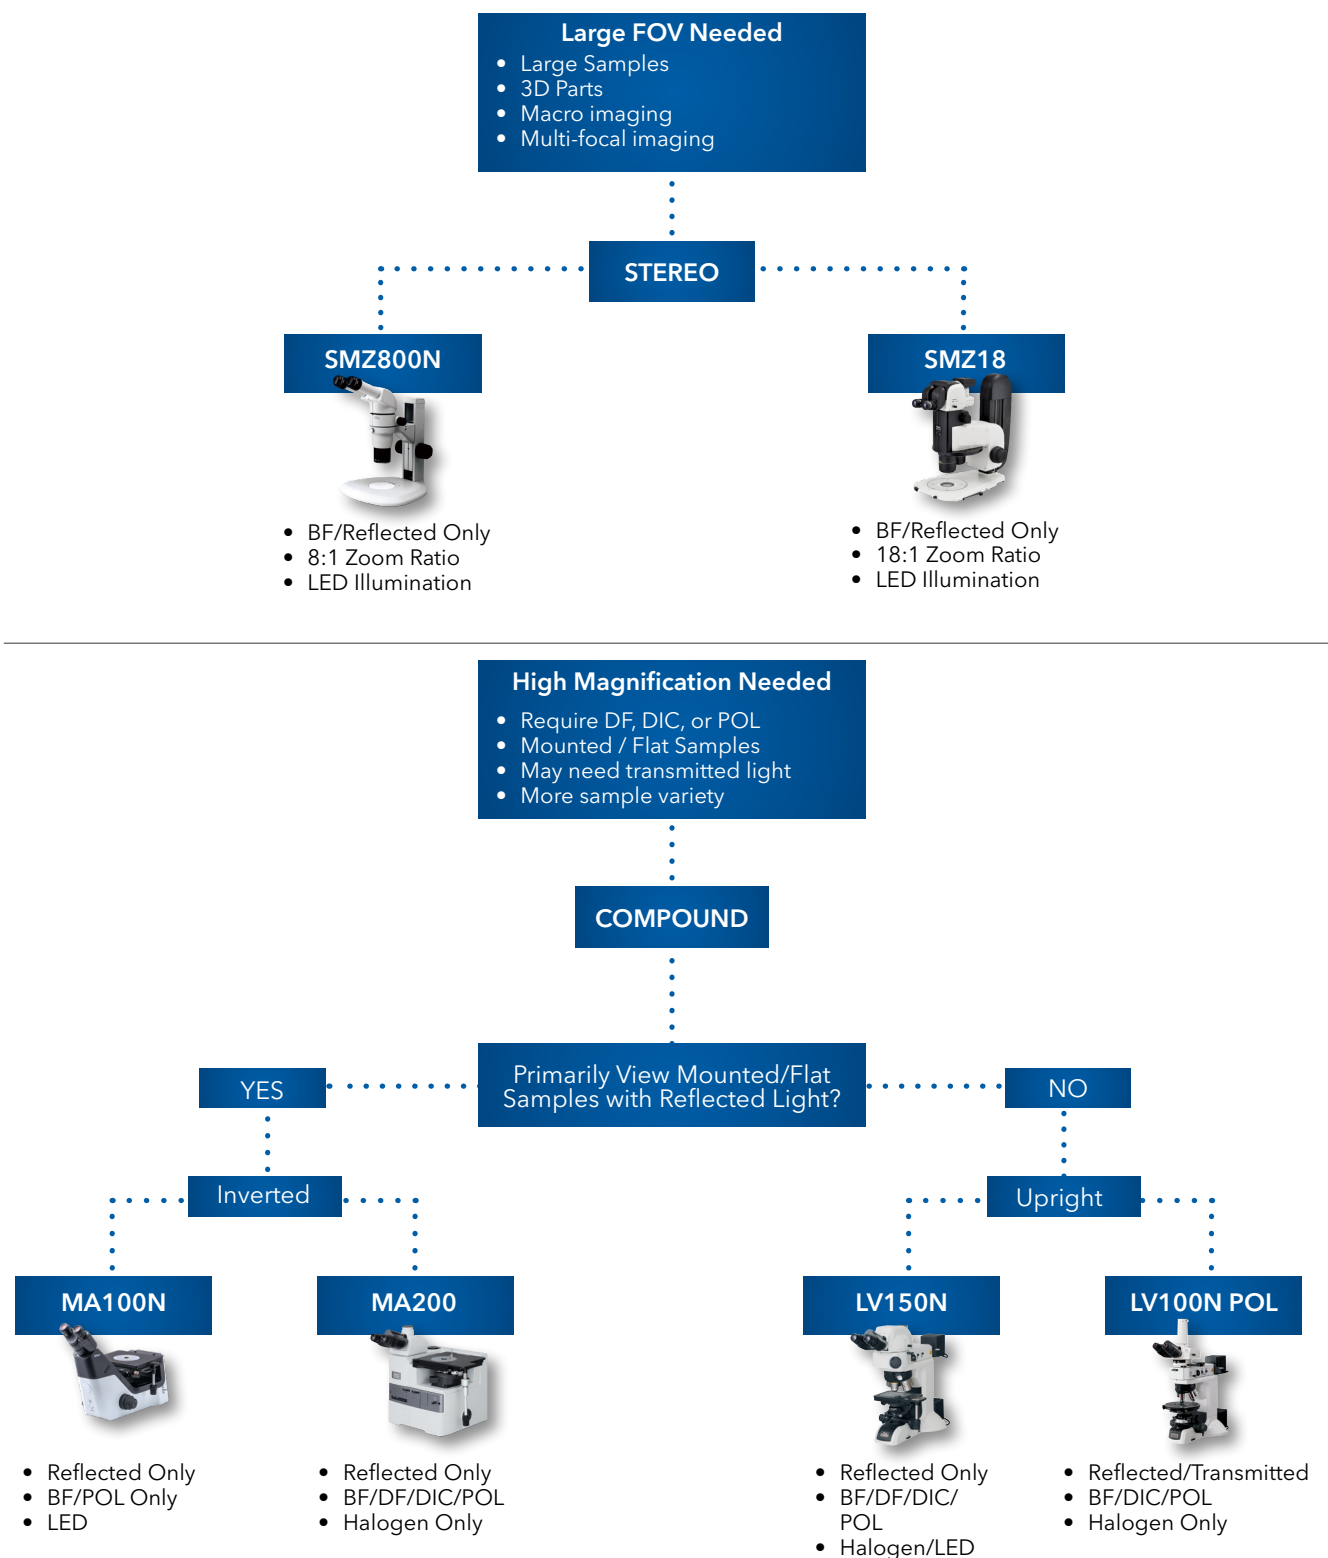 Large FOV Needed
• Large Samples
• 3D Parts
• Macro imaging
• Multi-focal imaging
STEREO
SMZ800N
• BF/Reflected Only
• 8:1 Zoom Ratio
• LED Illumination
SMZ18
• BF/Reflected Only
• 18:1 Zoom Ratio
• LED Illumination
High Magnification Needed
• Require DF, DIC, or POL
• Mounted / Flat Samples
• May need transmitted light
• More sample variety
COMPOUND
Primarily View Mounted/Flat
Samples with Reflected Light?
YES
NO
Inverted
Upright
MA100N
• Reflected Only
• BF/POL Only
• LED
MA200
• Reflected Only
• BF/DF/DIC/POL
• Halogen Only
LV150N
• Reflected Only
• BF/DF/DIC/
POL
• Halogen/LED
LV100N POL
• Reflected/Transmitted
• BF/DIC/POL
• Halogen Only